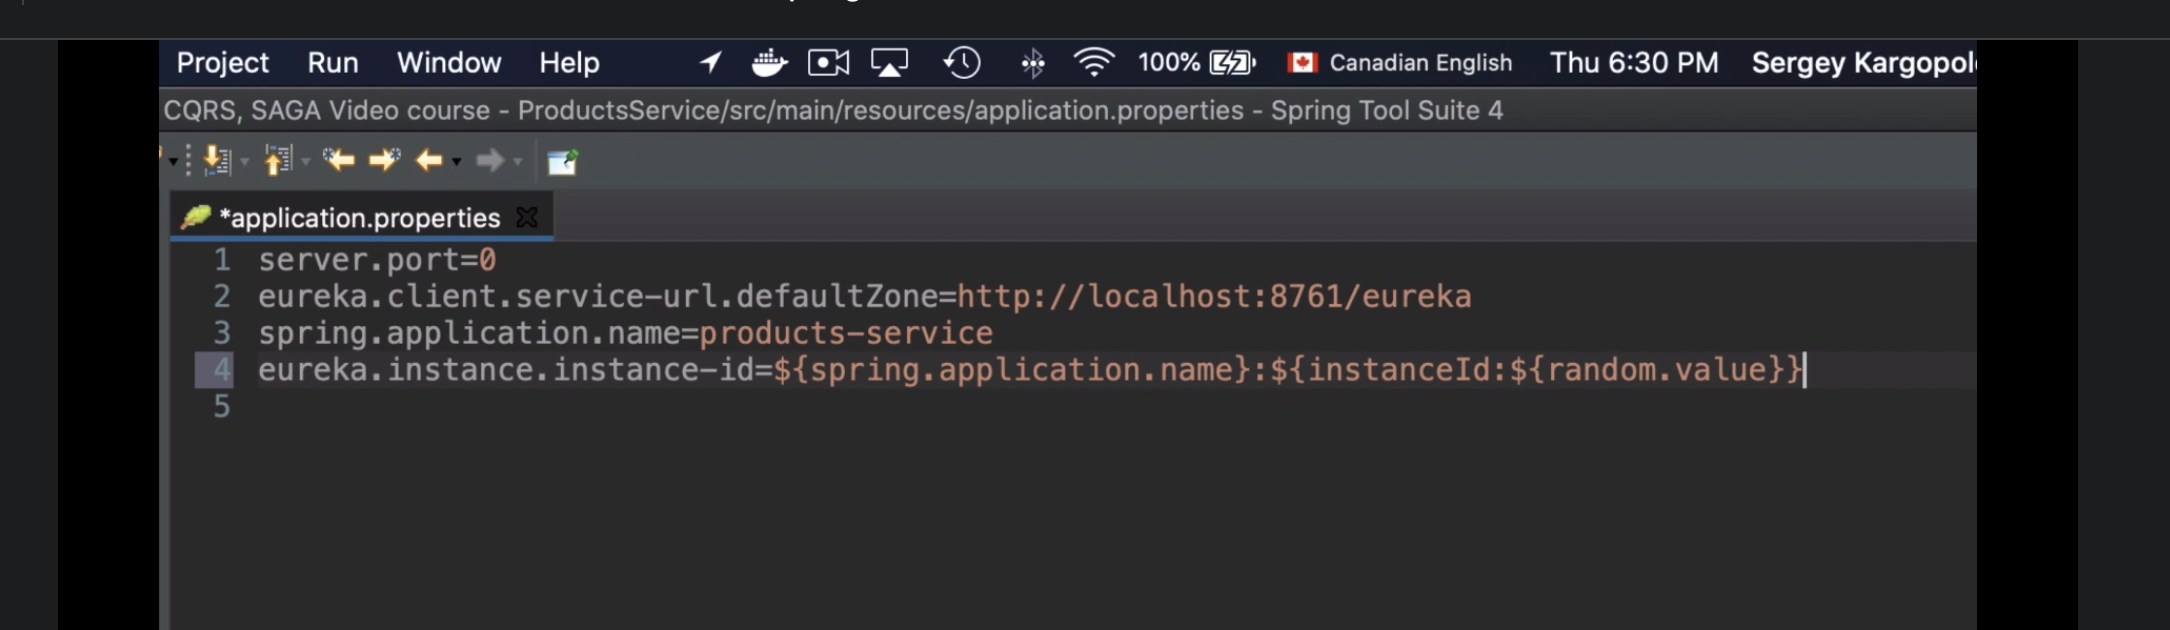 Project Run Window Help 100% Canadian English Thu 6:30 PM Sergey Kargopol
CQRS, SAGA Video course - ProductsService/src/main/resources/application.properties - Spring Tool Suite 4
*application.properties
1 server.port=0
2 eureka.client.service-url.defaultZone=http://localhost:8761/eureka
3 spring.application.name=products-service
4 eureka.instance.instance-id=${spring.application.name}:${instanceId:${random.value}}
5